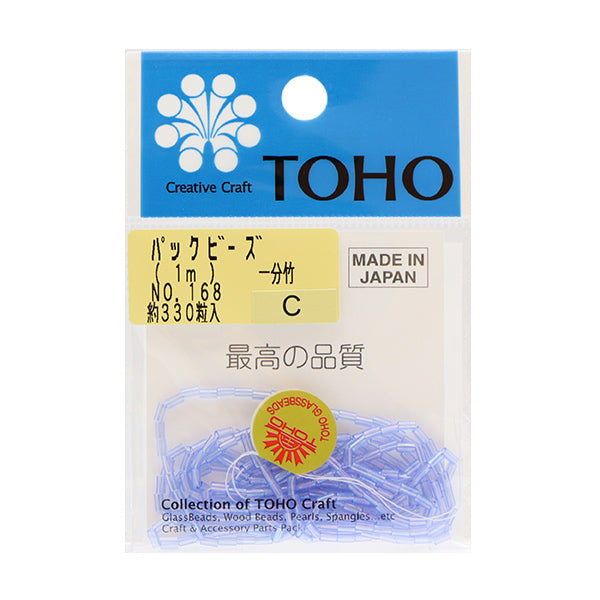 Creative Craft
TOHO
パックビーズ
(1m) 一分竹
NO.168
約330粒入
C
MADE IN
JAPAN
最高の品質
TOHO GLASSBEADS
TOHO
Collection of TOHO Craft
GlassBeads, Wood Beads, Pearls, Spangles...etc
Craft & Accessory Parts Pack